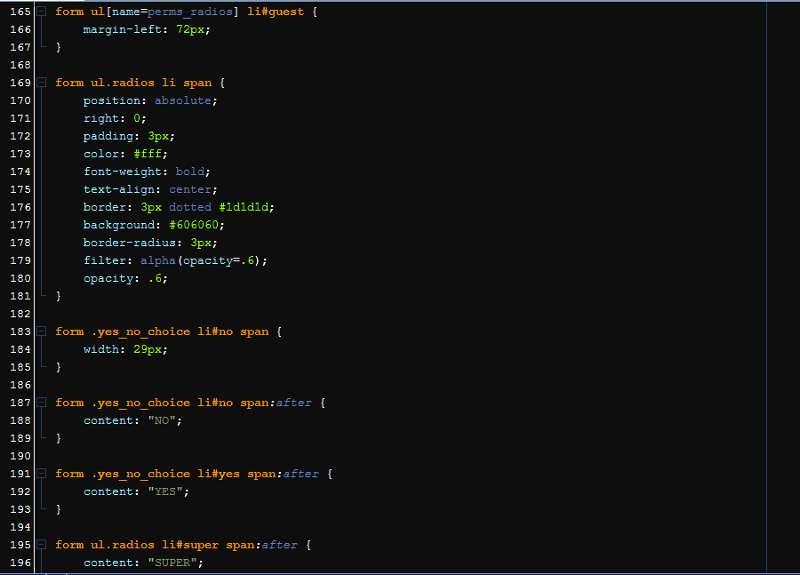 165 form ul[name=perms_radios] li#guest {
166     margin-left: 72px;
167 }
168
169 form ul.radios li span {
170     position: absolute;
171     right: 0;
172     padding: 3px;
173     color: #fff;
174     font-weight: bold;
175     text-align: center;
176     border: 3px dotted #1d1d1d;
177     background: #606060;
178     border-radius: 3px;
179     filter: alpha(opacity=.6);
180     opacity: .6;
181 }
182
183 form .yes_no_choice li#no span {
184     width: 29px;
185 }
186
187 form .yes_no_choice li#no span:after {
188     content: "NO";
189 }
190
191 form .yes_no_choice li#yes span:after {
192     content: "YES";
193 }
194
195 form ul.radios li#super span:after {
196     content: "SUPER";